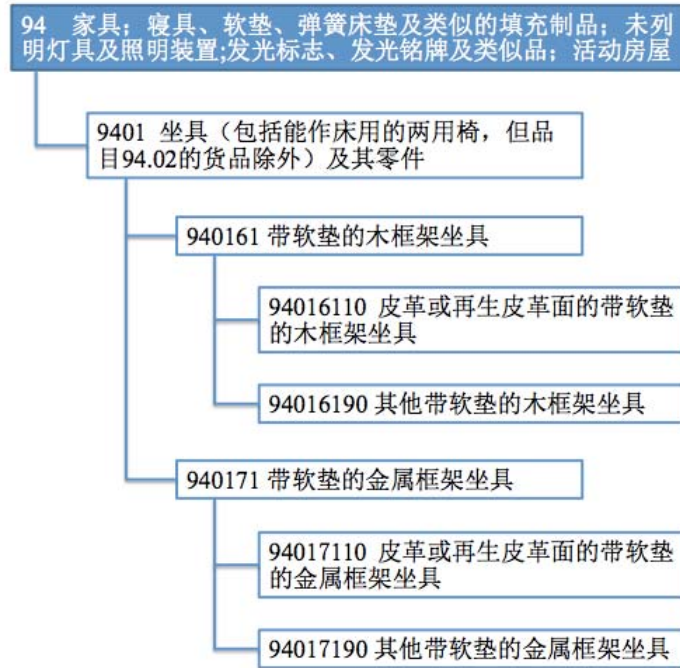 94 家具；寝具、软垫、弹簧床垫及类似的填充制品；未列
明灯具及照明装置;发光标志、发光铭牌及类似品；活动房屋
9401 坐具（包括能作床用的两用椅，但品
目94.02的货品除外）及其零件
940161 带软垫的木框架坐具
94016110 皮革或再生皮革面的带软垫
的木框架坐具
94016190 其他带软垫的木框架坐具
940171 带软垫的金属框架坐具
94017110 皮革或再生皮革面的带软垫
的金属框架坐具
94017190 其他带软垫的金属框架坐具